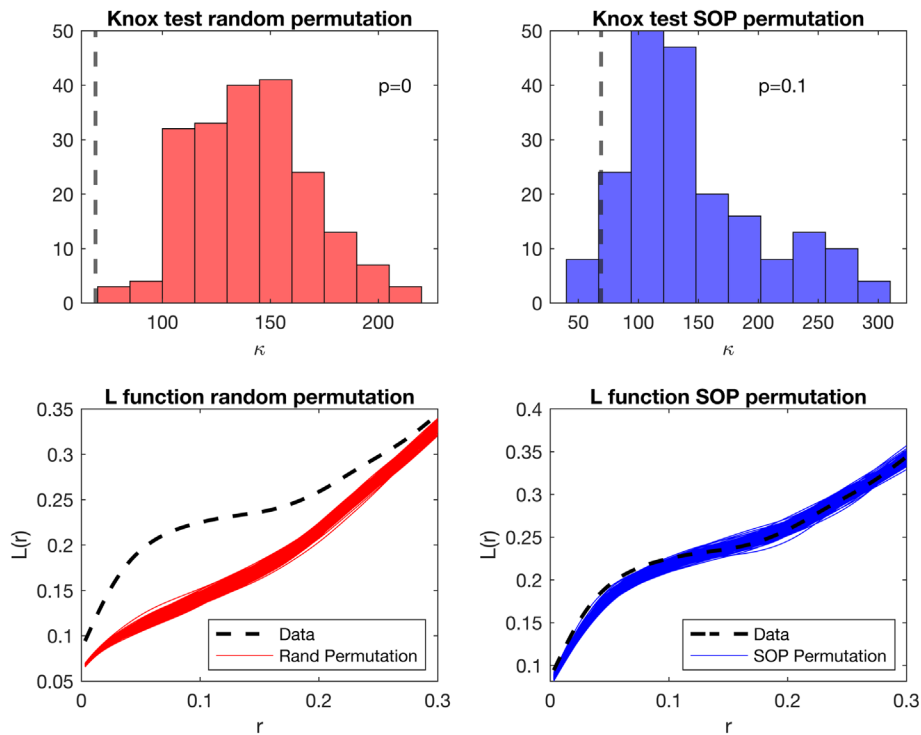 Knox test random permutation
50
40
30
20
10
0
p=0
100
150
200
κ
Knox test SOP permutation
50
40
30
20
10
0
p=0.1
50
100
150
200
250
300
κ
L function random permutation
0.35
0.3
0.25
0.2
0.15
0.1
0.05
L(r)
Data
Rand Permutation
0
0.1
0.2
0.3
r
L function SOP permutation
0.4
0.35
0.3
0.25
0.2
0.15
0.1
L(r)
Data
SOP Permutation
0
0.1
0.2
0.3
r